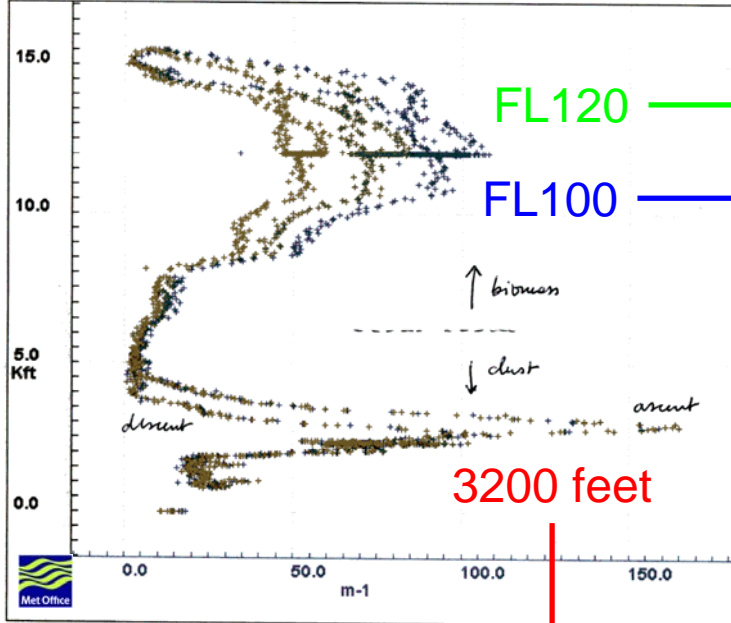 15.0
FL120
10.0
FL100
biomass
5.0
Kft
dust
descent
ascent
0.0
3200 feet
0.0
50.0
100.0
150.0
m-1
Met Office